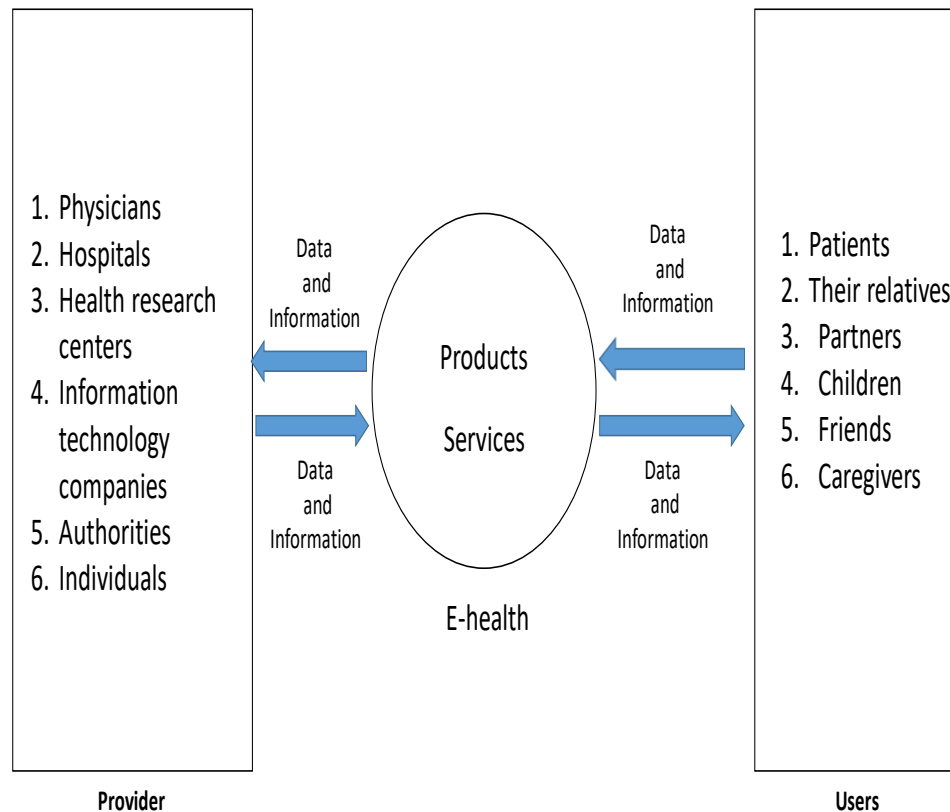 1. Physicians
2. Hospitals
3. Health research
centers
4. Information
technology
companies
5. Authorities
6. Individuals
Provider
Data
and
Information
Data
and
Information
Products
Services
E-health
Data
and
Information
Data
and
Information
1. Patients
2. Their relatives
3. Partners
4. Children
5. Friends
6. Caregivers
Users